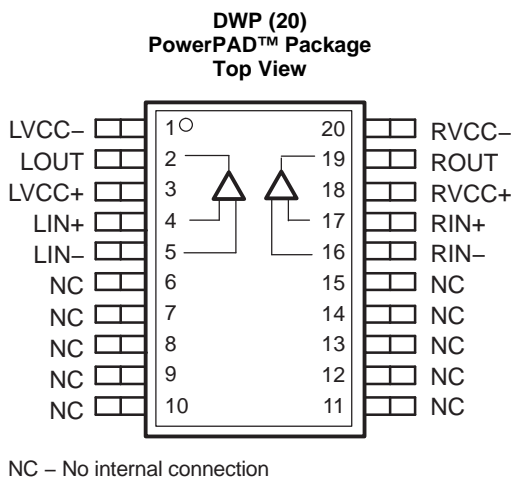 DWP (20)
PowerPAD™ Package
Top View
LVCC− 1 20 RVCC−
LOUT 2 19 ROUT
LVCC+ 3 18 RVCC+
LIN+ 4 17 RIN+
LIN− 5 16 RIN−
NC 6 15 NC
NC 7 14 NC
NC 8 13 NC
NC 9 12 NC
NC 10 11 NC
NC − No internal connection